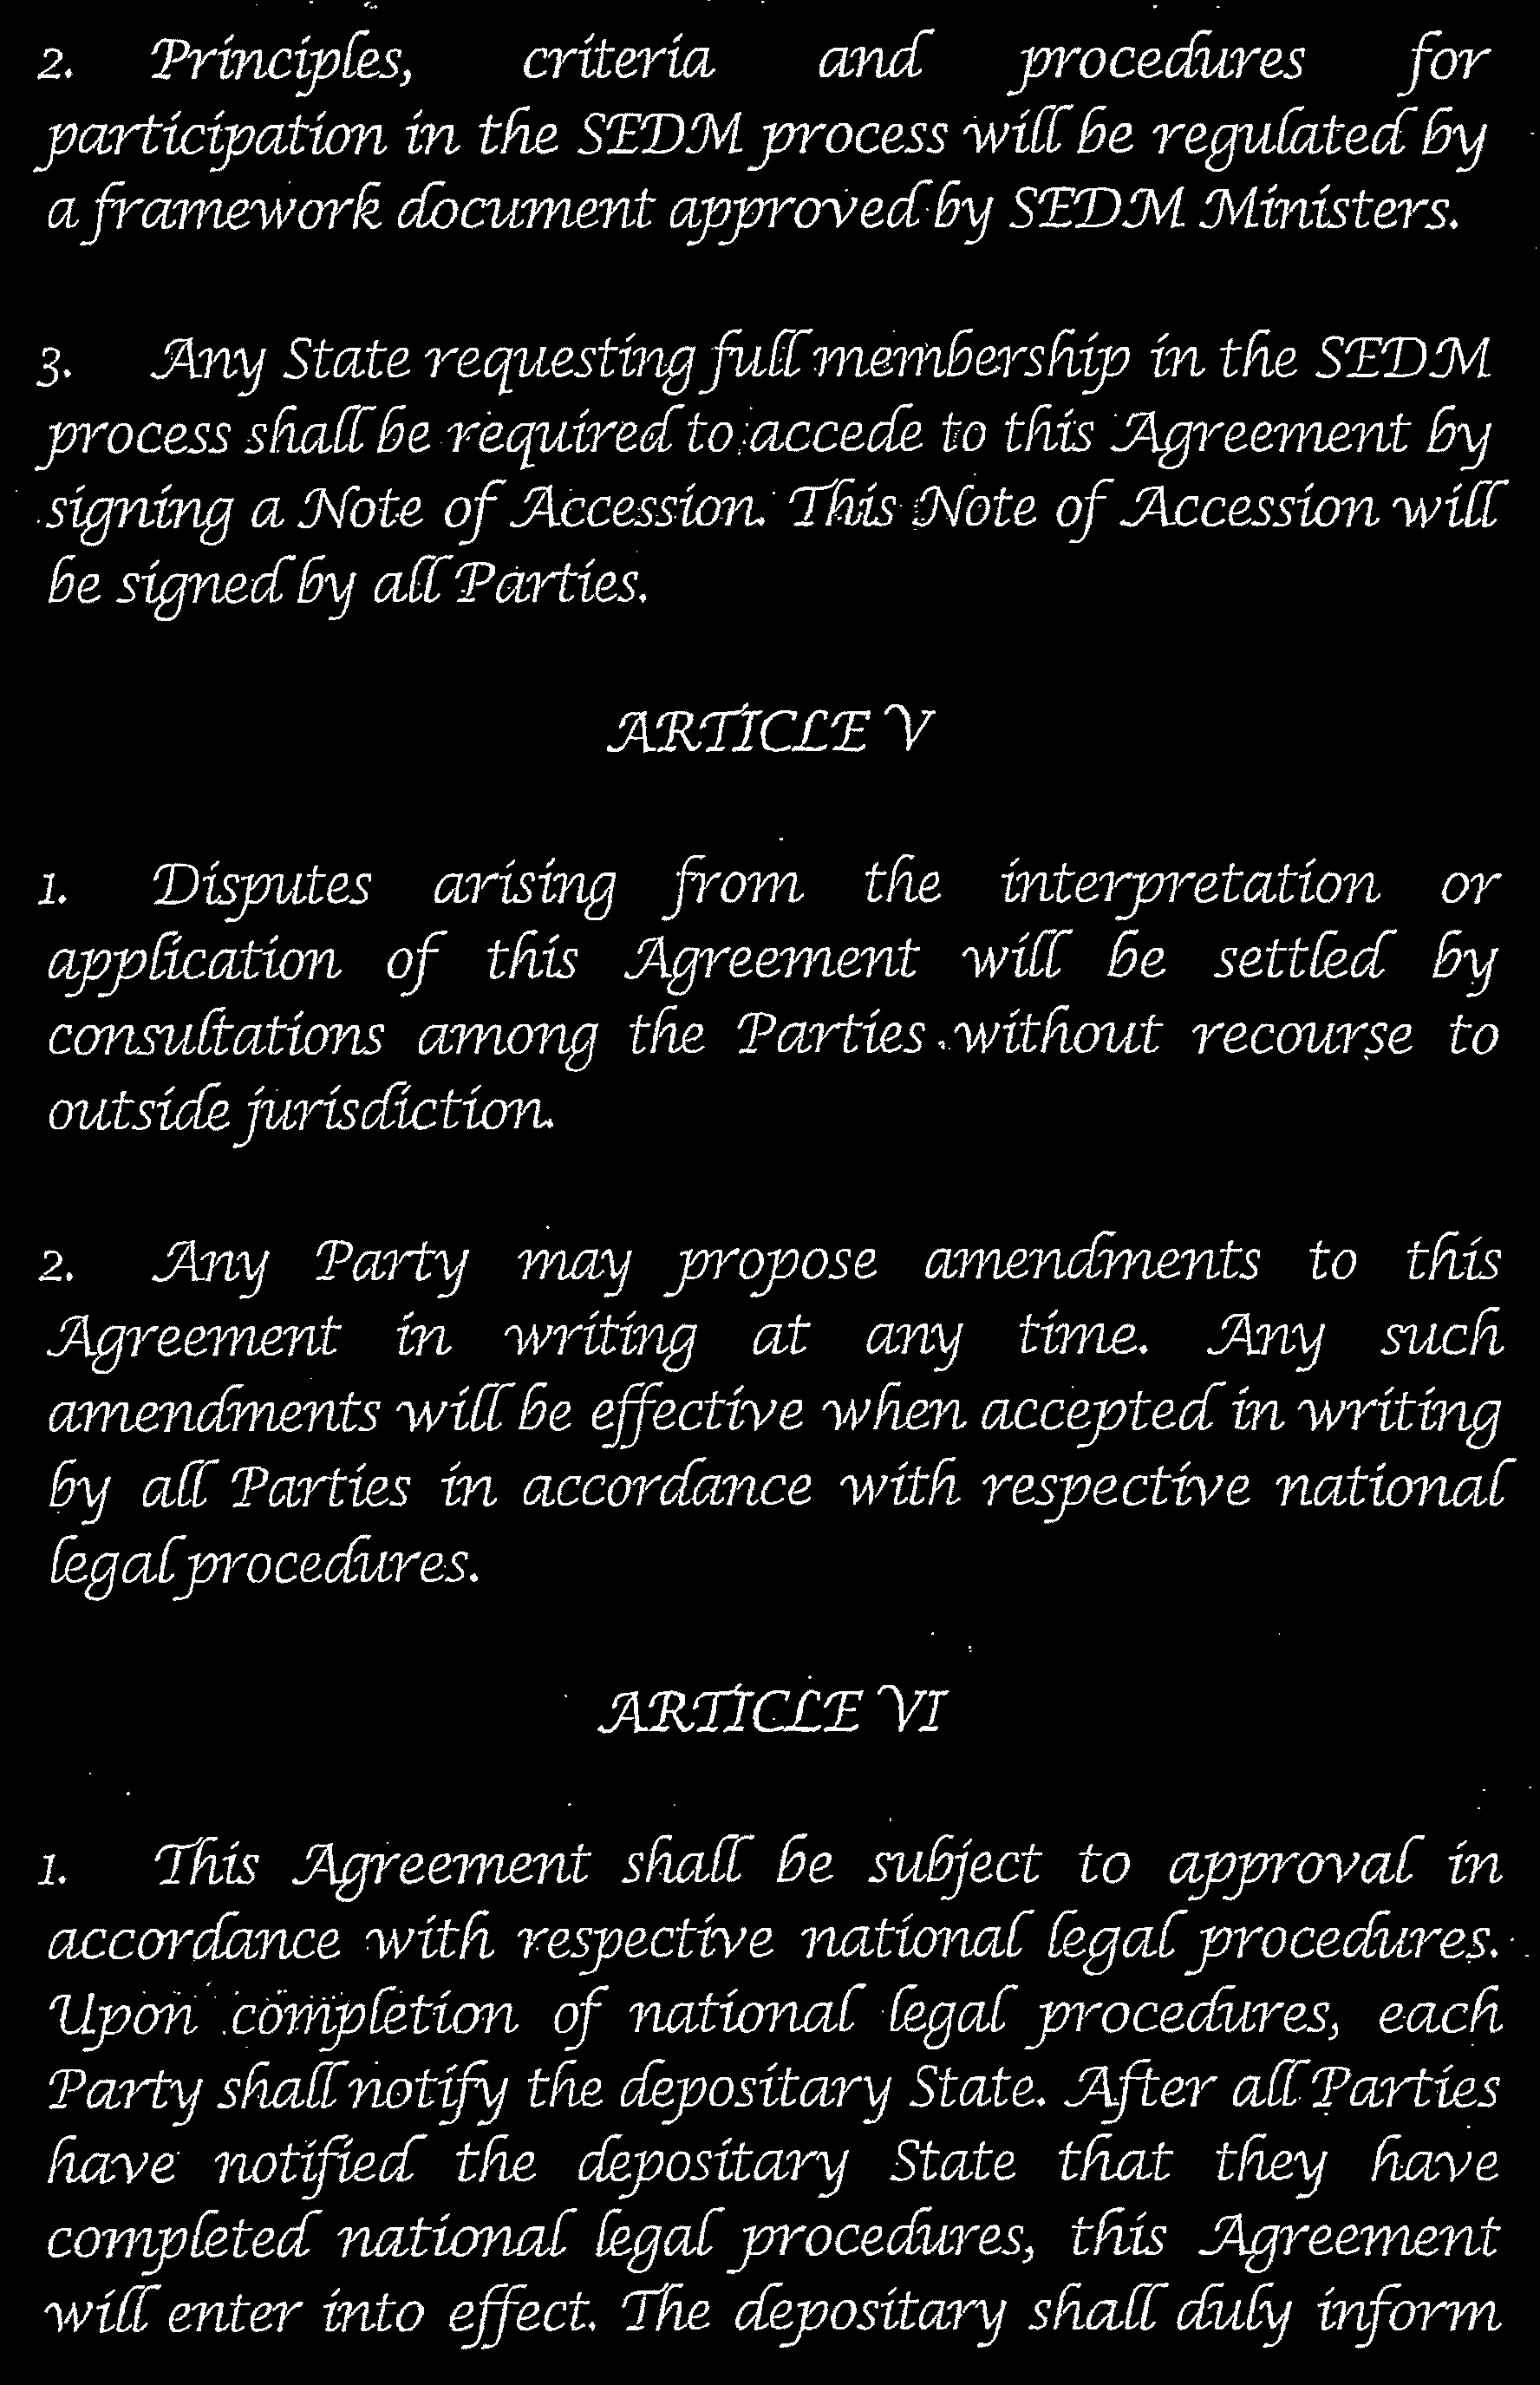 2. Principles, criteria and procedures for
participation in the SEDM process will be regulated by
a framework document approved by SEDM Ministers.
3. Any State requesting full membership in the SEDM
process shall be required to accede to this Agreement by
signing a Note of Accession. This Note of Accession will
be signed by all Parties.
ARTICLE V
1. Disputes arising from the interpretation or
application of this Agreement will be settled by
consultations among the Parties without recourse to
outside jurisdiction.
2. Any Party may propose amendments to this
Agreement in writing at any time. Any such
amendments will be effective when accepted in writing
by all Parties in accordance with respective national
legal procedures.
ARTICLE VI
1. This Agreement shall be subject to approval in
accordance with respective national legal procedures.
Upon completion of national legal procedures, each
Party shall notify the depositary State. After all Parties
have notified the depositary State that they have
completed national legal procedures, this Agreement
will enter into effect. The depositary shall duly inform